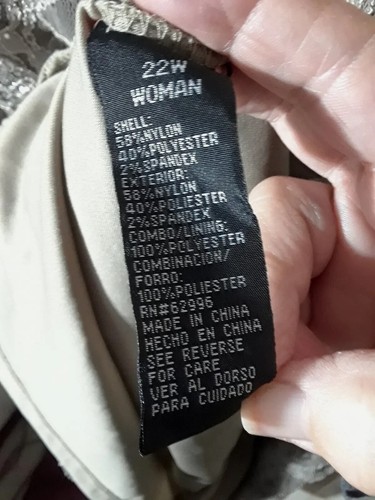 22W
WOMAN
SHELL:
58%NYLON
40%POLYESTER
2%SPANDEX
EXTERIOR:
58%NYLON
40%POLIESTER
2%SPANDEX
COMBO/LINING:
100%POLYESTER
COMBINACION/
FORRO:
100%POLIESTER
RN#62996
MADE IN CHINA
HECHO EN CHINA
SEE REVERSE
FOR CARE
VER AL DORSO
PARA CUIDADO